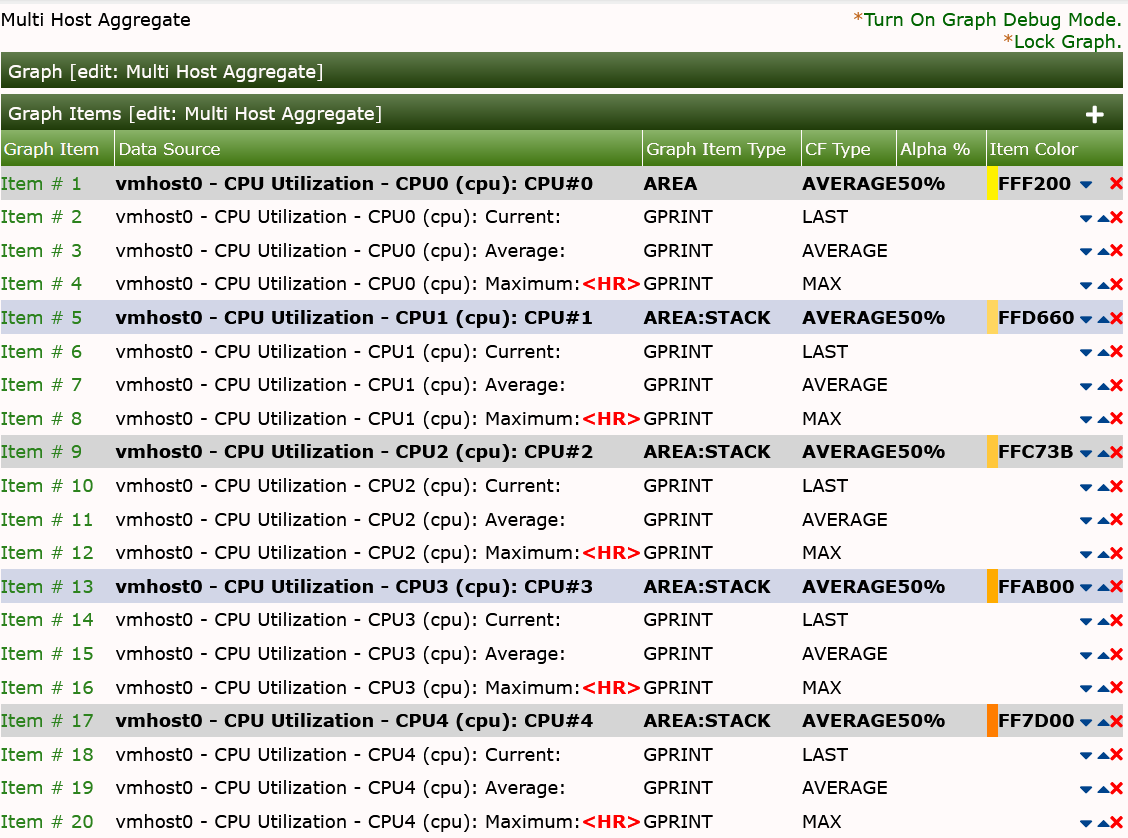 Multi Host Aggregate *Turn On Graph Debug Mode.
*Lock Graph.
Graph [edit: Multi Host Aggregate]
Graph Items [edit: Multi Host Aggregate]
Graph Item Data Source Graph Item Type CF Type Alpha % Item Color
Item # 1 vmhost0 - CPU Utilization - CPU0 (cpu): CPU#0 AREA AVERAGE50% FFF200
Item # 2 vmhost0 - CPU Utilization - CPU0 (cpu): Current: GPRINT LAST
Item # 3 vmhost0 - CPU Utilization - CPU0 (cpu): Average: GPRINT AVERAGE
Item # 4 vmhost0 - CPU Utilization - CPU0 (cpu): Maximum:<HR> GPRINT MAX
Item # 5 vmhost0 - CPU Utilization - CPU1 (cpu): CPU#1 AREA:STACK AVERAGE50% FFD660
Item # 6 vmhost0 - CPU Utilization - CPU1 (cpu): Current: GPRINT LAST
Item # 7 vmhost0 - CPU Utilization - CPU1 (cpu): Average: GPRINT AVERAGE
Item # 8 vmhost0 - CPU Utilization - CPU1 (cpu): Maximum:<HR> GPRINT MAX
Item # 9 vmhost0 - CPU Utilization - CPU2 (cpu): CPU#2 AREA:STACK AVERAGE50% FFC73B
Item # 10 vmhost0 - CPU Utilization - CPU2 (cpu): Current: GPRINT LAST
Item # 11 vmhost0 - CPU Utilization - CPU2 (cpu): Average: GPRINT AVERAGE
Item # 12 vmhost0 - CPU Utilization - CPU2 (cpu): Maximum:<HR> GPRINT MAX
Item # 13 vmhost0 - CPU Utilization - CPU3 (cpu): CPU#3 AREA:STACK AVERAGE50% FFAB00
Item # 14 vmhost0 - CPU Utilization - CPU3 (cpu): Current: GPRINT LAST
Item # 15 vmhost0 - CPU Utilization - CPU3 (cpu): Average: GPRINT AVERAGE
Item # 16 vmhost0 - CPU Utilization - CPU3 (cpu): Maximum:<HR> GPRINT MAX
Item # 17 vmhost0 - CPU Utilization - CPU4 (cpu): CPU#4 AREA:STACK AVERAGE50% FF7D00
Item # 18 vmhost0 - CPU Utilization - CPU4 (cpu): Current: GPRINT LAST
Item # 19 vmhost0 - CPU Utilization - CPU4 (cpu): Average: GPRINT AVERAGE
Item # 20 vmhost0 - CPU Utilization - CPU4 (cpu): Maximum:<HR> GPRINT MAX